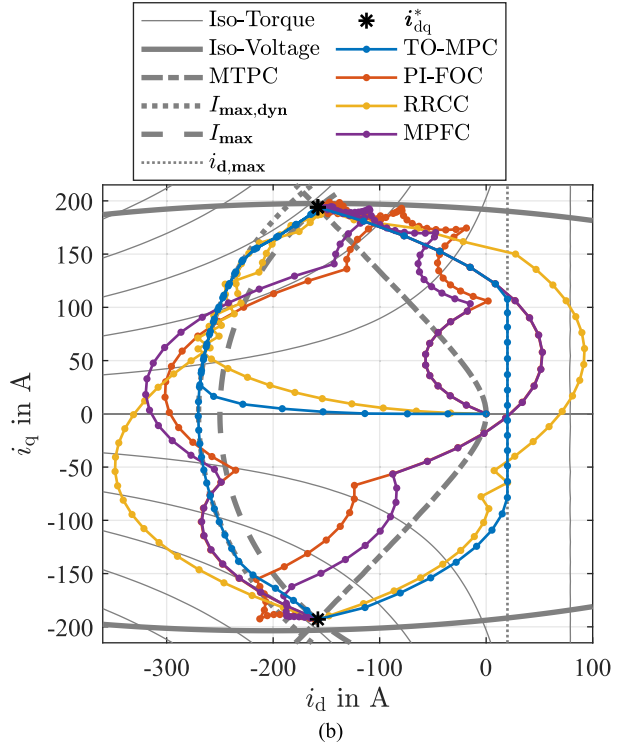 Iso-Torque
Iso-Voltage
MTPC
I_max,dyn
I_max
i_d,max
i*_dq
TO-MPC
PI-FOC
RRCC
MPFC
i_q in A
200
150
100
50
0
-50
-100
-150
-200
-300
-200
-100
0
100
i_d in A
(b)